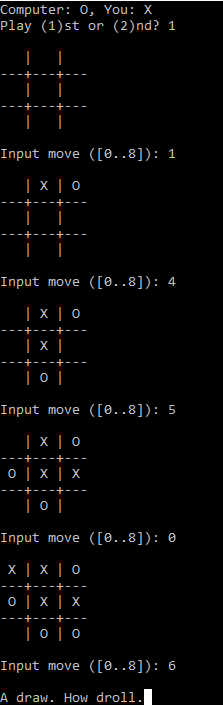 Computer: O, You: X
Play (1)st or (2)nd? 1
   |   |
---+---+---
   |   |
---+---+---
   |   |
Input move ([0..8]): 1
   | X | O
---+---+---
   |   |
---+---+---
   |   |
Input move ([0..8]): 4
   | X | O
---+---+---
   | X |
---+---+---
   | O |
Input move ([0..8]): 5
   | X | O
---+---+---
 O | X | X
---+---+---
   | O |
Input move ([0..8]): 0
 X | X | O
---+---+---
 O | X | X
---+---+---
   | O | O
Input move ([0..8]): 6
A draw. How droll.